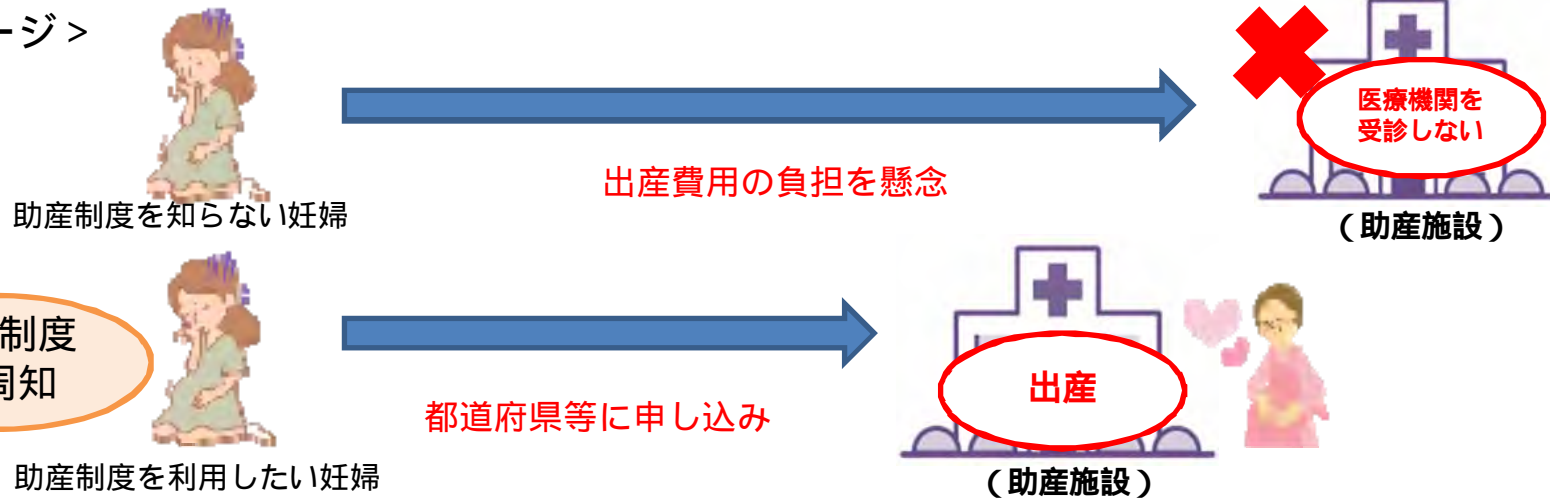 ージ>
医療機関を
受診しない
出産費用の負担を懸念
助産制度を知らない妊婦
(助産施設)
制度
周知
出産
都道府県等に申し込み
助産制度を利用したい妊婦
(助産施設)